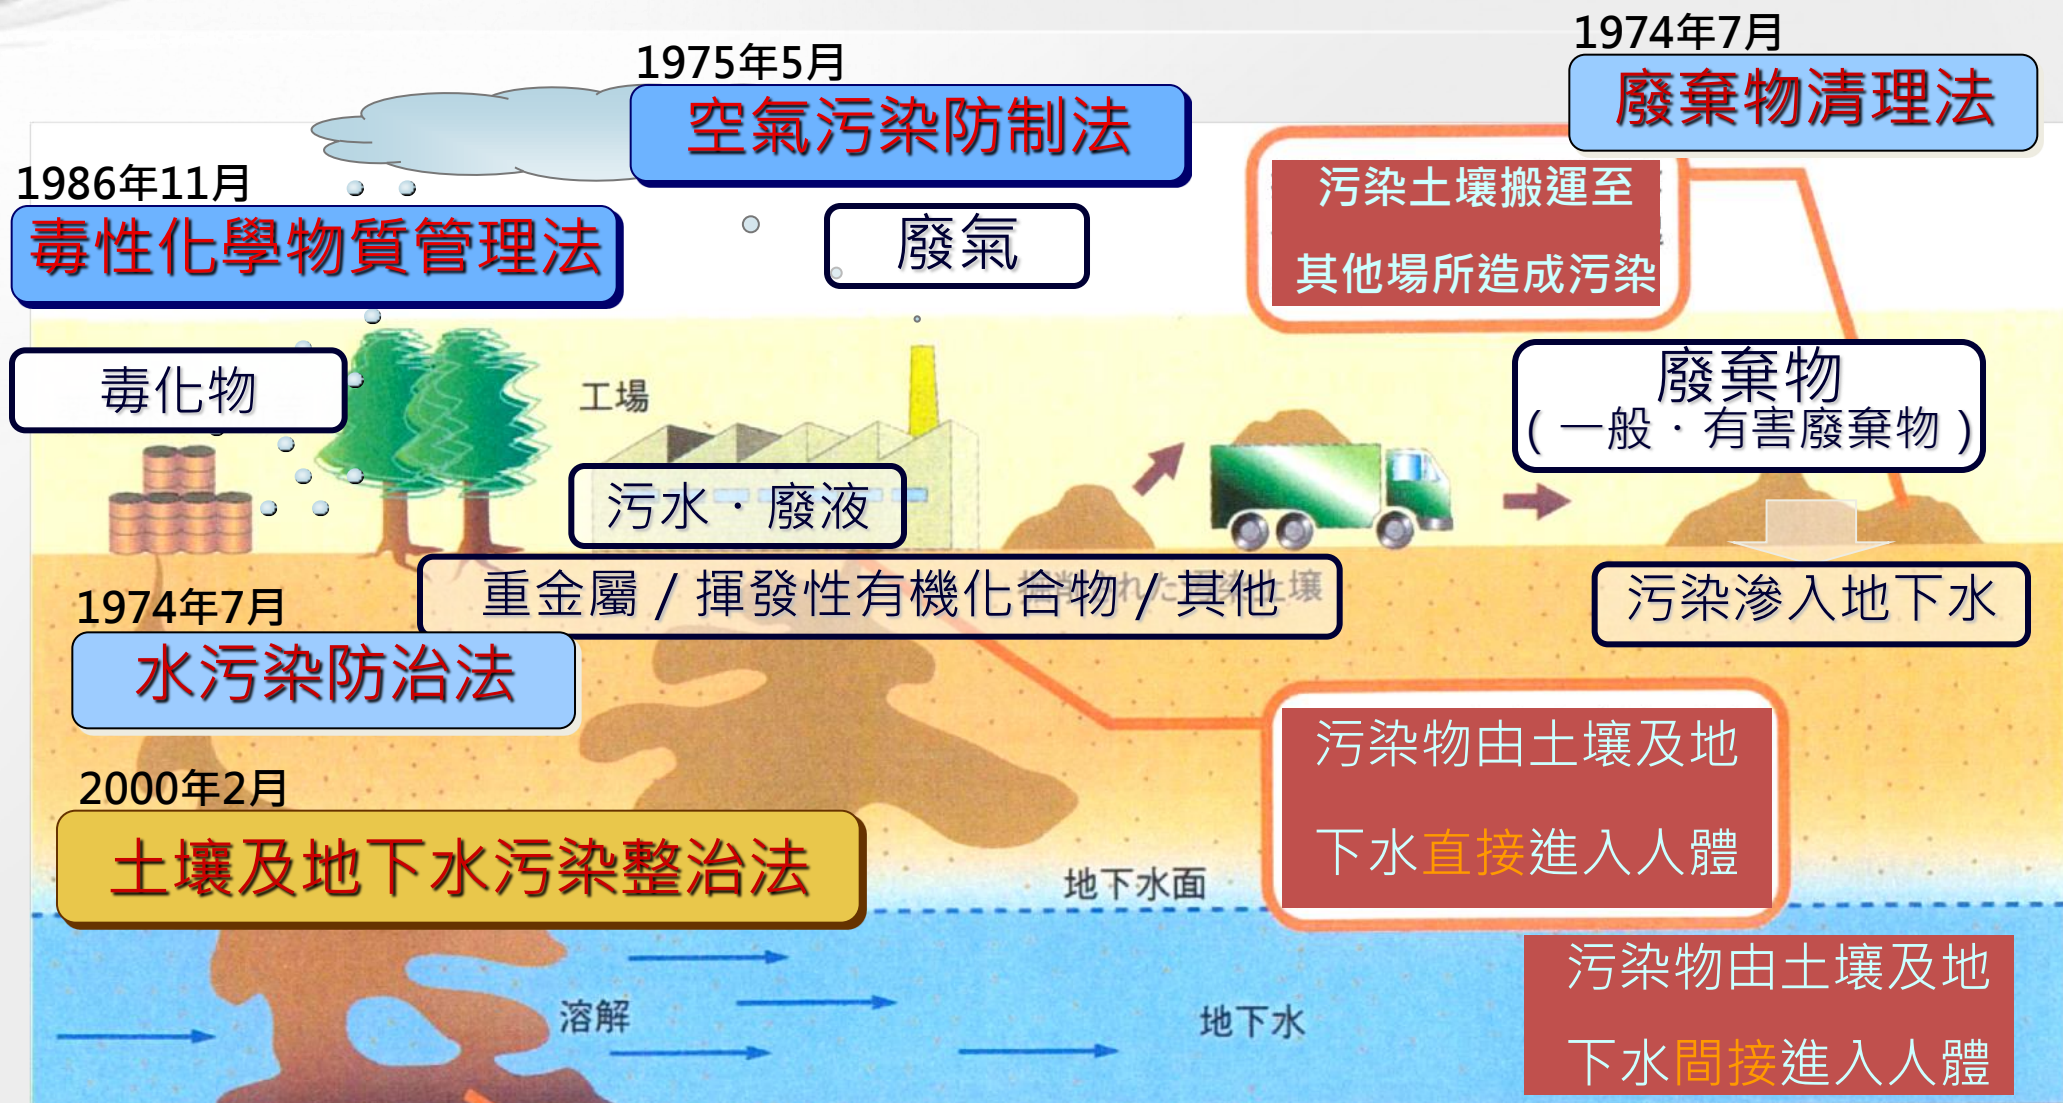 1974年7月
廢棄物清理法
1975年5月
空氣污染防制法
1986年11月
毒性化學物質管理法
廢氣
污染土壤搬運至
其他場所造成污染
毒化物
工場
廢棄物
(一般‧有害廢棄物)
污水‧廢液
重金屬/揮發性有機化合物/其他
污染滲入地下水
1974年7月
水污染防治法
污染物由土壤及地
下水直接進入人體
2000年2月
土壤及地下水污染整治法
地下水面
溶解
地下水
污染物由土壤及地
下水間接進入人體